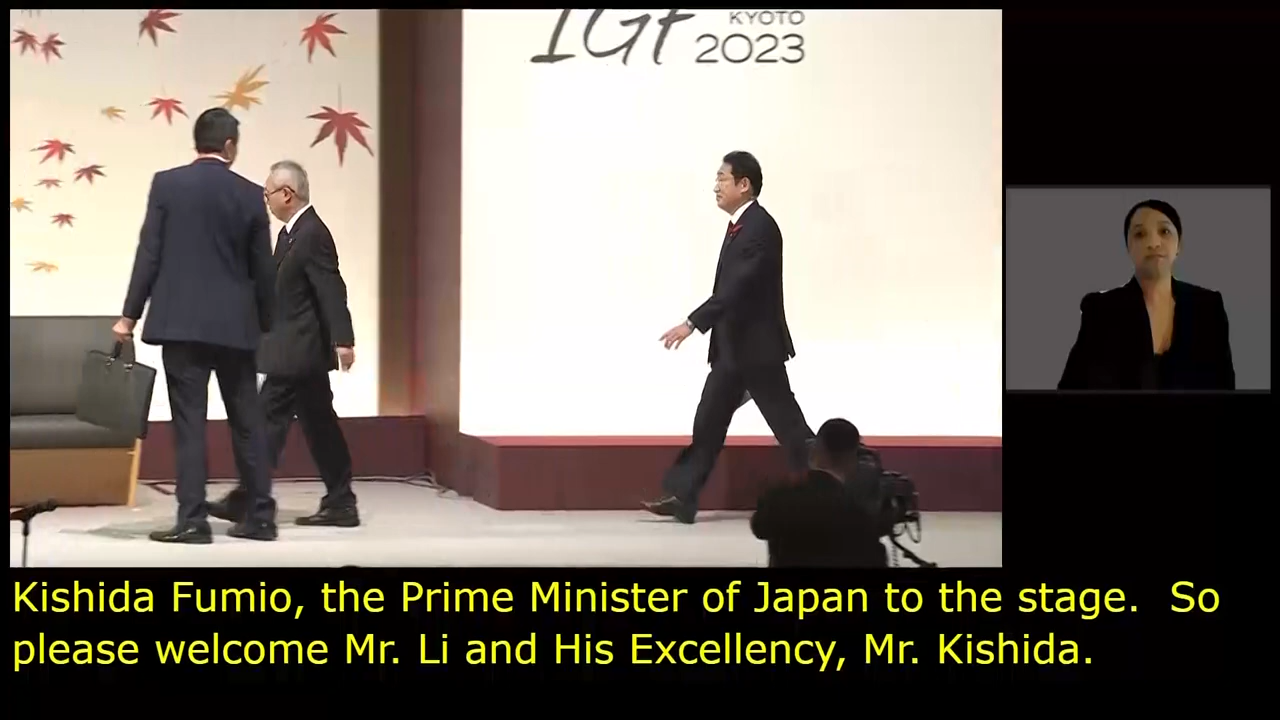 IGF
KYOTO
2023
Kishida Fumio, the Prime Minister of Japan to the stage.  So
please welcome Mr. Li and His Excellency, Mr. Kishida.